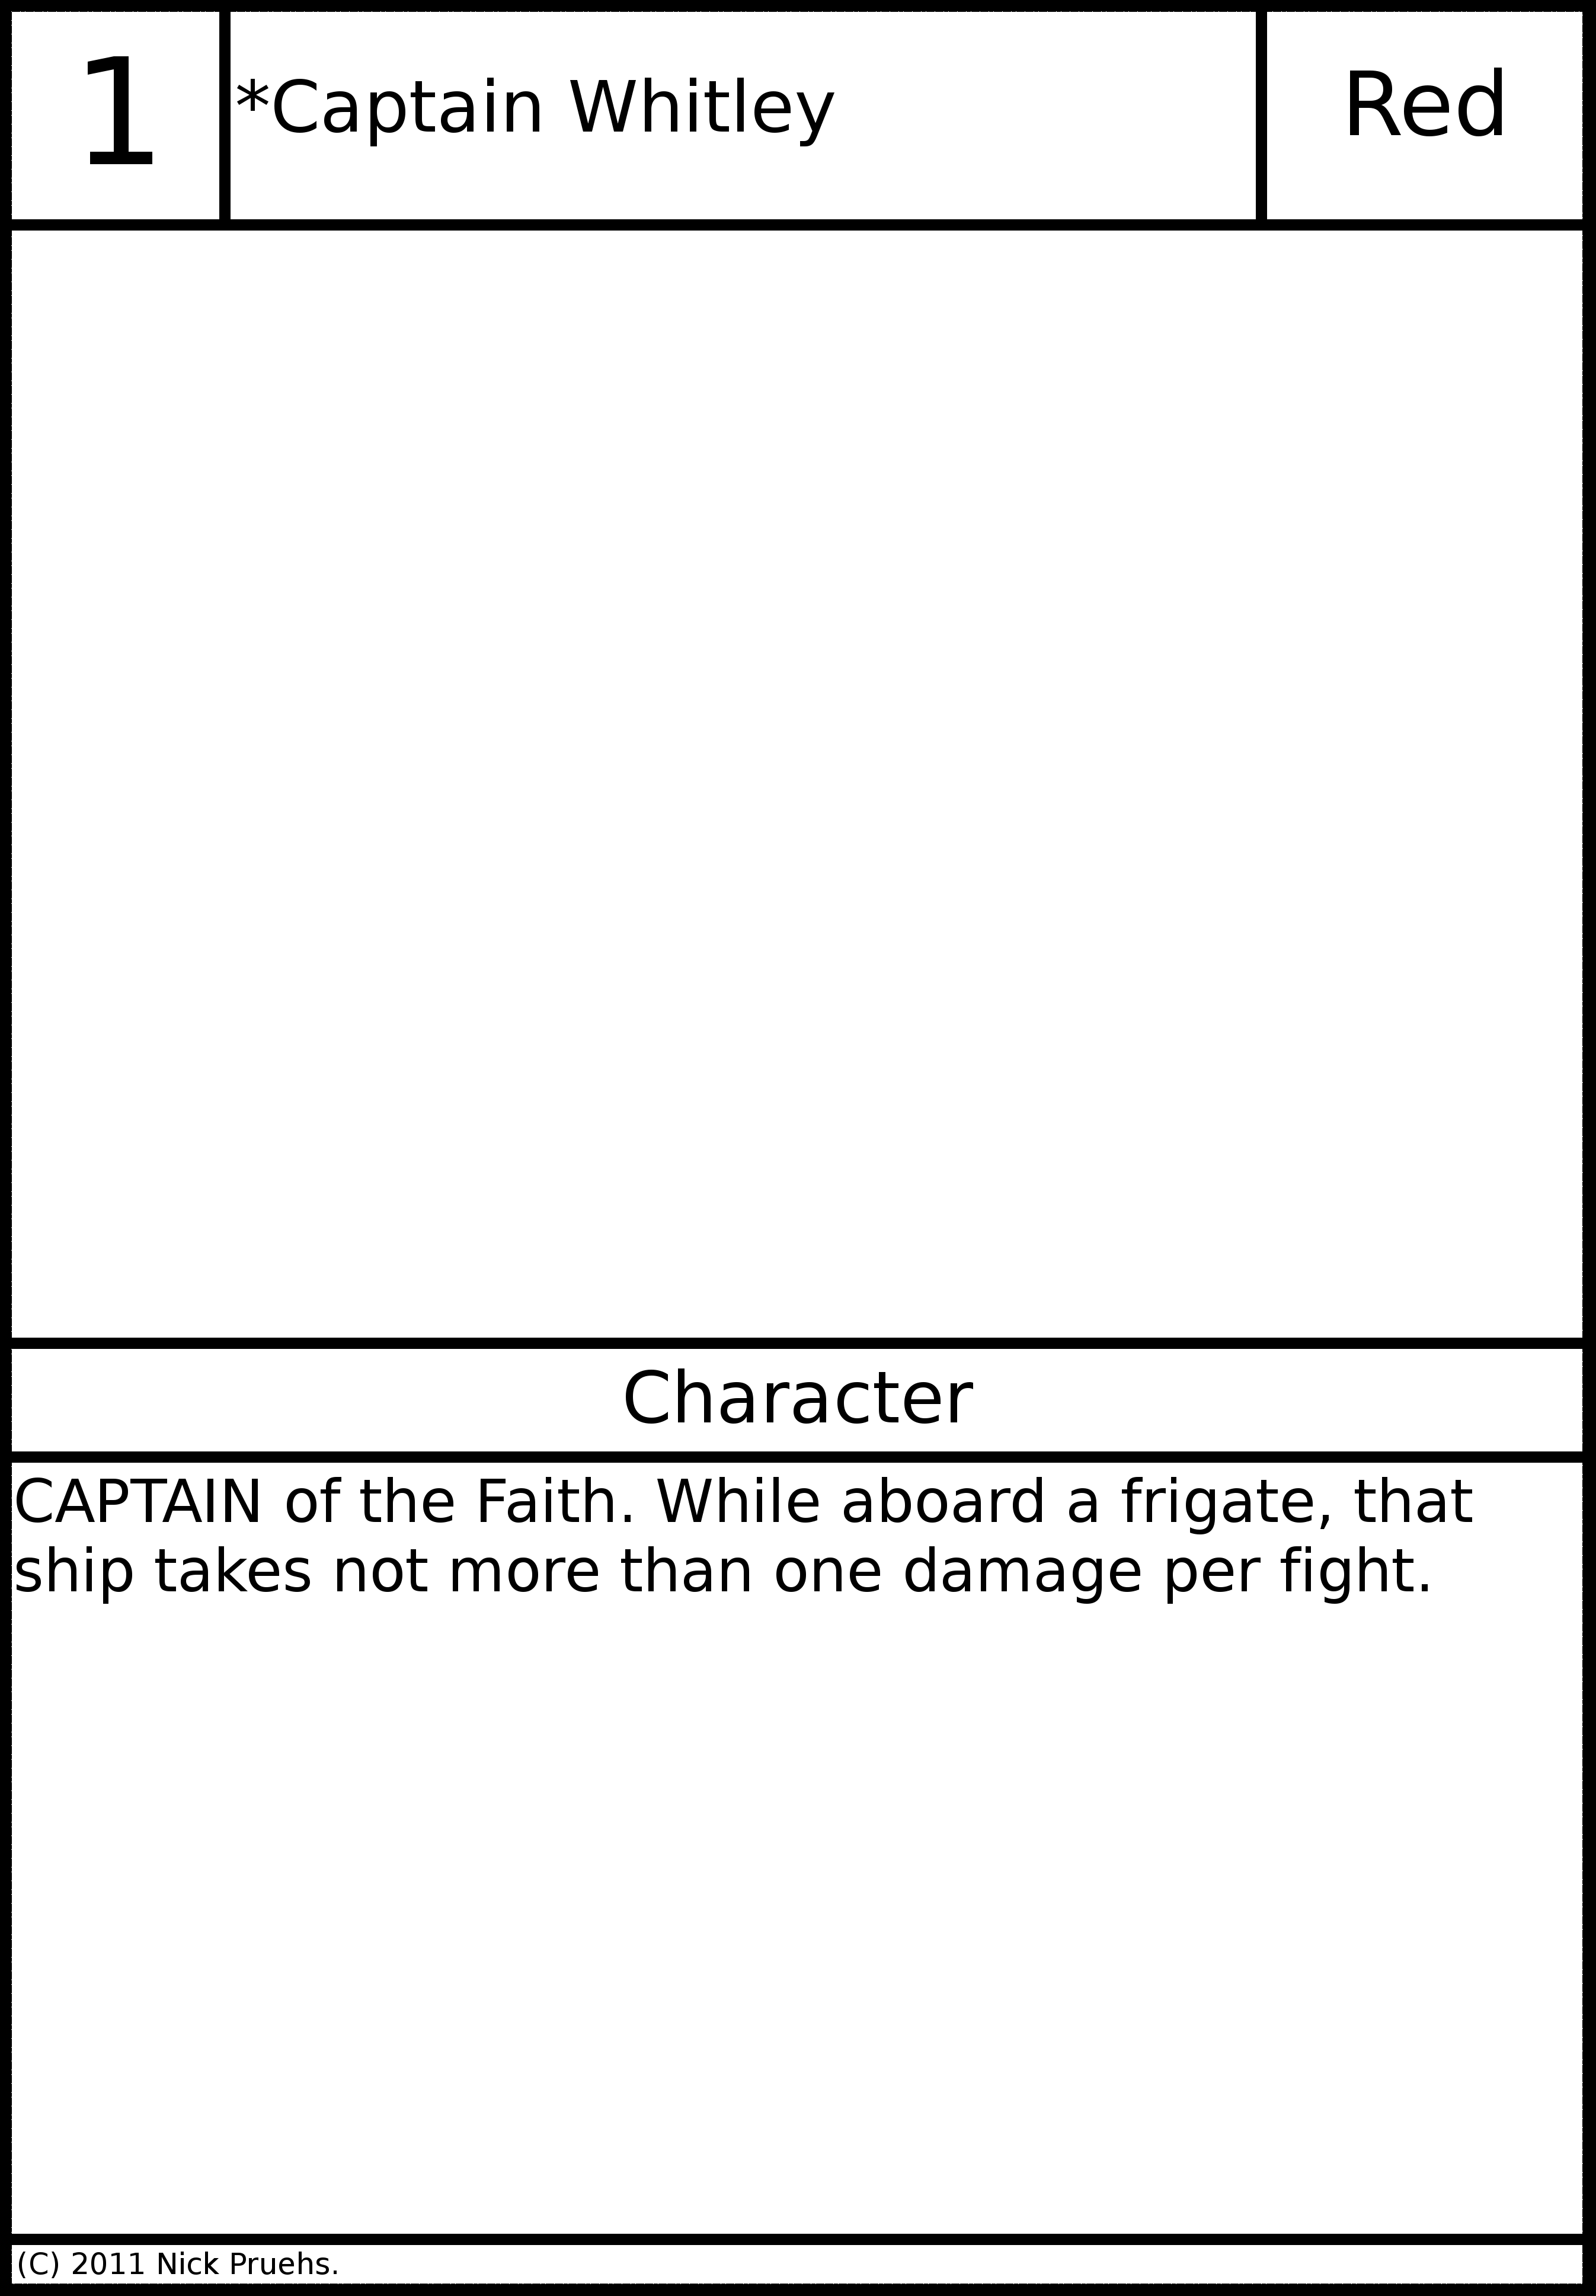 1
*Captain Whitley
Red
Character
CAPTAIN of the Faith. While aboard a frigate, that
ship takes not more than one damage per fight.
(C) 2011 Nick Pruehs.